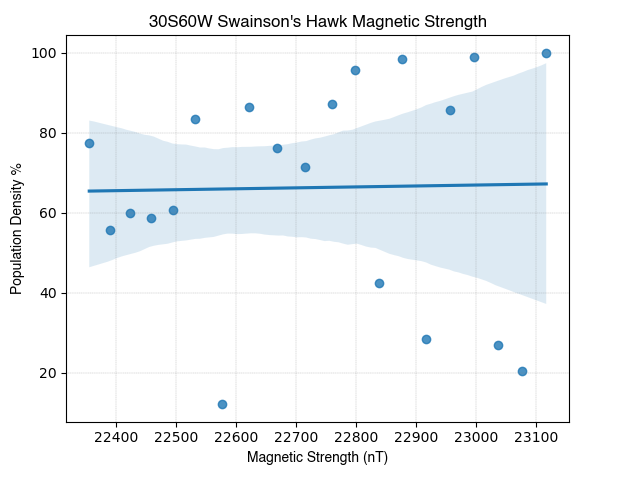 30S60W Swainson's Hawk Magnetic Strength
100
80
60
40
20
Population Density %
22400 22500 22600 22700 22800 22900 23000 23100
Magnetic Strength (nT)